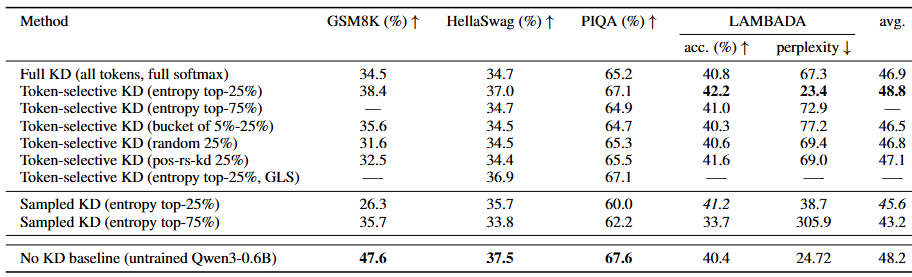 Method GSM8K (%) ↑ HellaSwag (%) ↑ PIQA (%) ↑ LAMBADA avg.
acc. (%) ↑ perplexity ↓
Full KD (all tokens, full softmax) 34.5 34.7 65.2 40.8 67.3 46.9
Token-selective KD (entropy top-25%) 38.4 37.0 67.1 42.2 23.4 48.8
Token-selective KD (entropy top-75%) — 34.7 64.9 41.0 72.9
Token-selective KD (bucket of 5%-25%) 35.6 34.5 64.7 40.3 77.2 46.5
Token-selective KD (random 25%) 31.6 34.5 65.3 40.6 69.4 46.8
Token-selective KD (pos-rs-kd 25%) 32.5 34.4 65.5 41.6 69.0 47.1
Token-selective KD (entropy top-25%, GLS) —- 36.9 67.1 —- —- —-
Sampled KD (entropy top-25%) 26.3 35.7 60.0 41.2 38.7 45.6
Sampled KD (entropy top-75%) 35.7 33.8 62.2 33.7 305.9 43.2
No KD baseline (untrained Qwen3-0.6B) 47.6 37.5 67.6 40.4 24.72 48.2